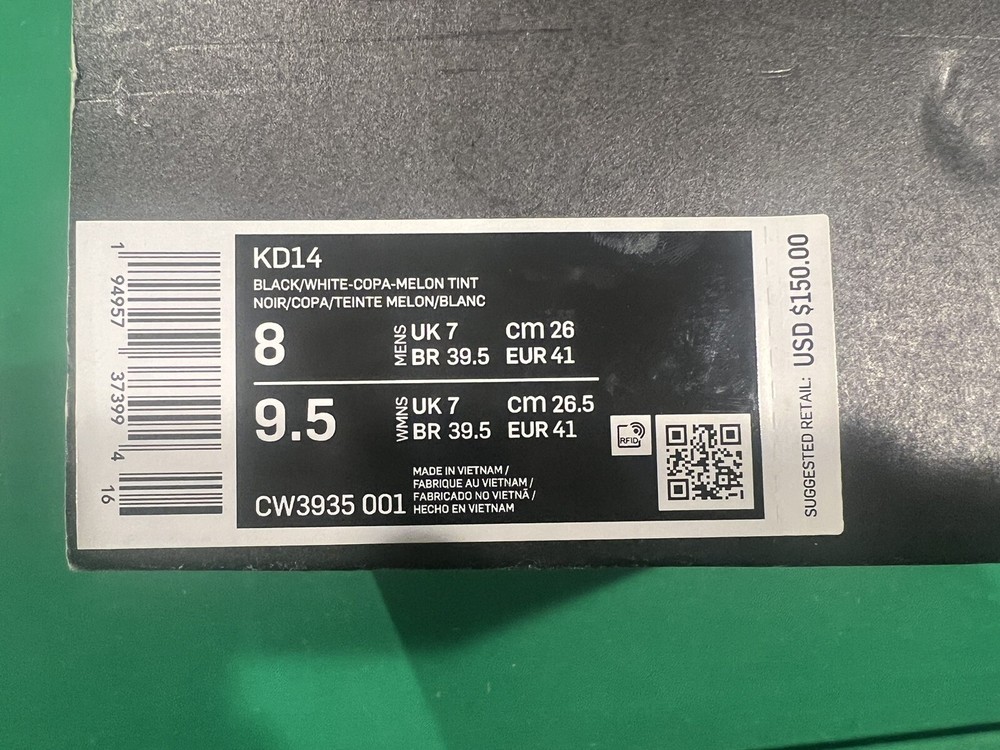 KD14
BLACK/WHITE-COPA-MELON TINT
NOIR/COPA/TEINTE MELON/BLANC
8
MENS
UK 7
cm 26
BR 39.5
EUR 41
9.5
WMNS
UK 7
cm 26.5
BR 39.5
EUR 41
RFID
CW3935 001
MADE IN VIETNAM /
FABRIQUE AU VIETNAM /
FABRICADO NO VIETNÃ /
HECHO EN VIETNAM
1 94957 37399 4 16
SUGGESTED RETAIL: USD $150.00